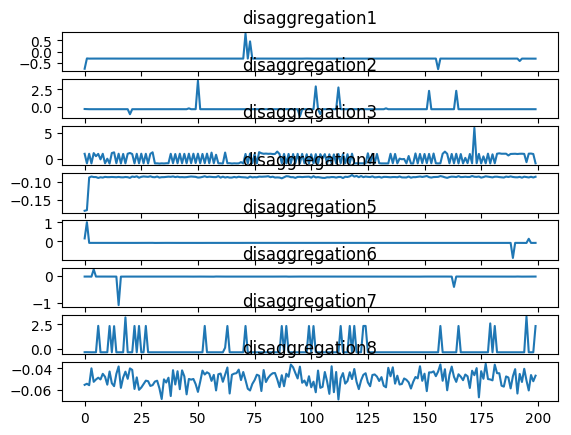 disaggregation1
0.5
0.0
−0.5
disaggregation2
2.5
0.0
disaggregation3
5
0
disaggregation4
−0.10
−0.15
disaggregation5
1
0
disaggregation6
0
−1
disaggregation7
2.5
0.0
disaggregation8
−0.04
−0.06
0 25 50 75 100 125 150 175 200